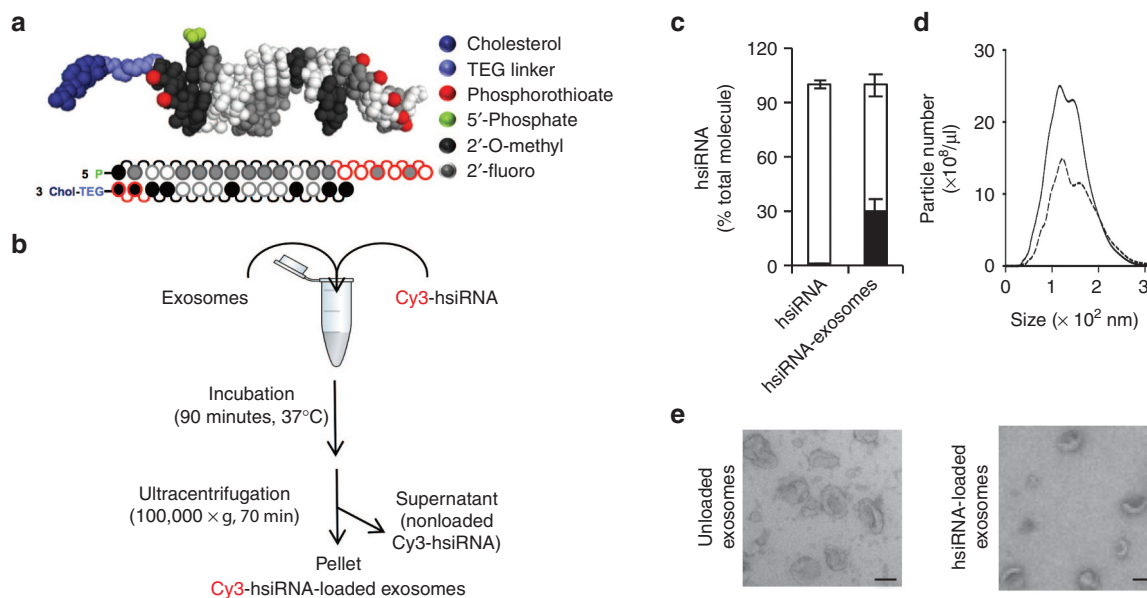 a
Cholesterol
TEG linker
Phosphorothioate
5′-Phosphate
2′-O-methyl
2′-fluoro
5 P
3 Chol-TEG
b
Exosomes
Cy3-hsiRNA
Incubation
(90 minutes, 37°C)
Ultracentrifugation
(100,000 × g, 70 min)
Supernatant
(nonloaded
Cy3-hsiRNA)
Pellet
Cy3-hsiRNA-loaded exosomes
c
hsiRNA
(% total molecule)
120
90
60
30
0
hsiRNA
hsiRNA-exosomes
d
Particle number
(×10⁸/µl)
30
20
10
0
0 1 2 3
Size (× 10² nm)
e
Unloaded
exosomes
hsiRNA-loaded
exosomes